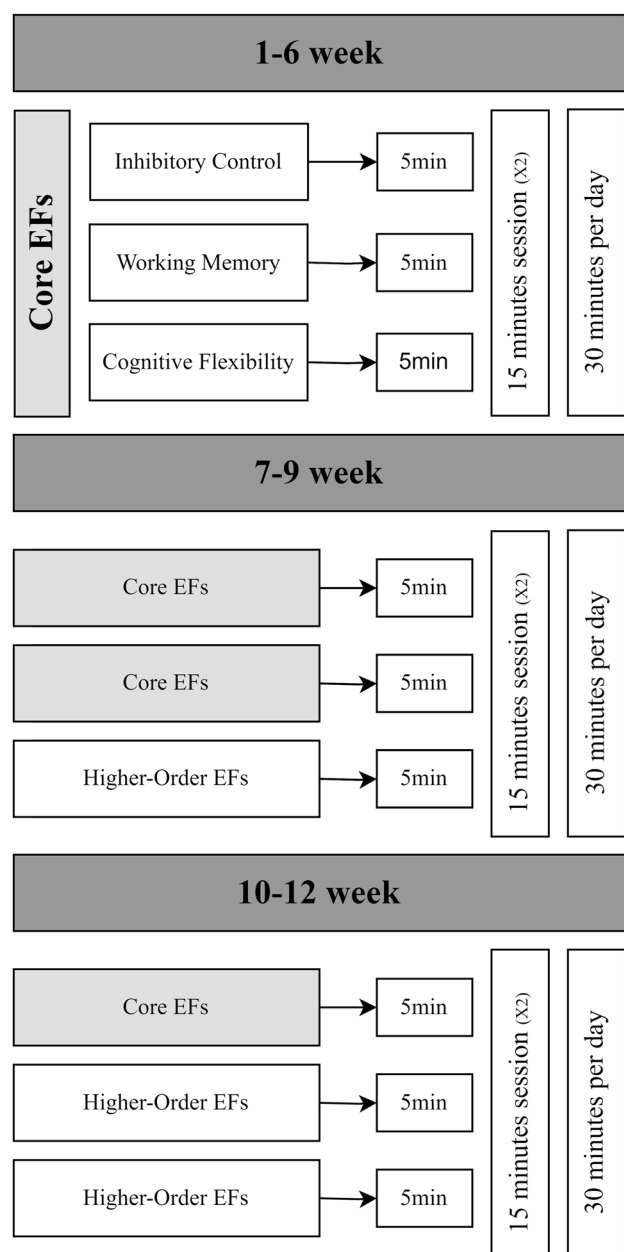 1-6 week
Core EFs
Inhibitory Control
5min
Working Memory
5min
Cognitive Flexibility
5min
15 minutes session (X2)
30 minutes per day
7-9 week
Core EFs
5min
Core EFs
5min
Higher-Order EFs
5min
15 minutes session (X2)
30 minutes per day
10-12 week
Core EFs
5min
Higher-Order EFs
5min
Higher-Order EFs
5min
15 minutes session (X2)
30 minutes per day